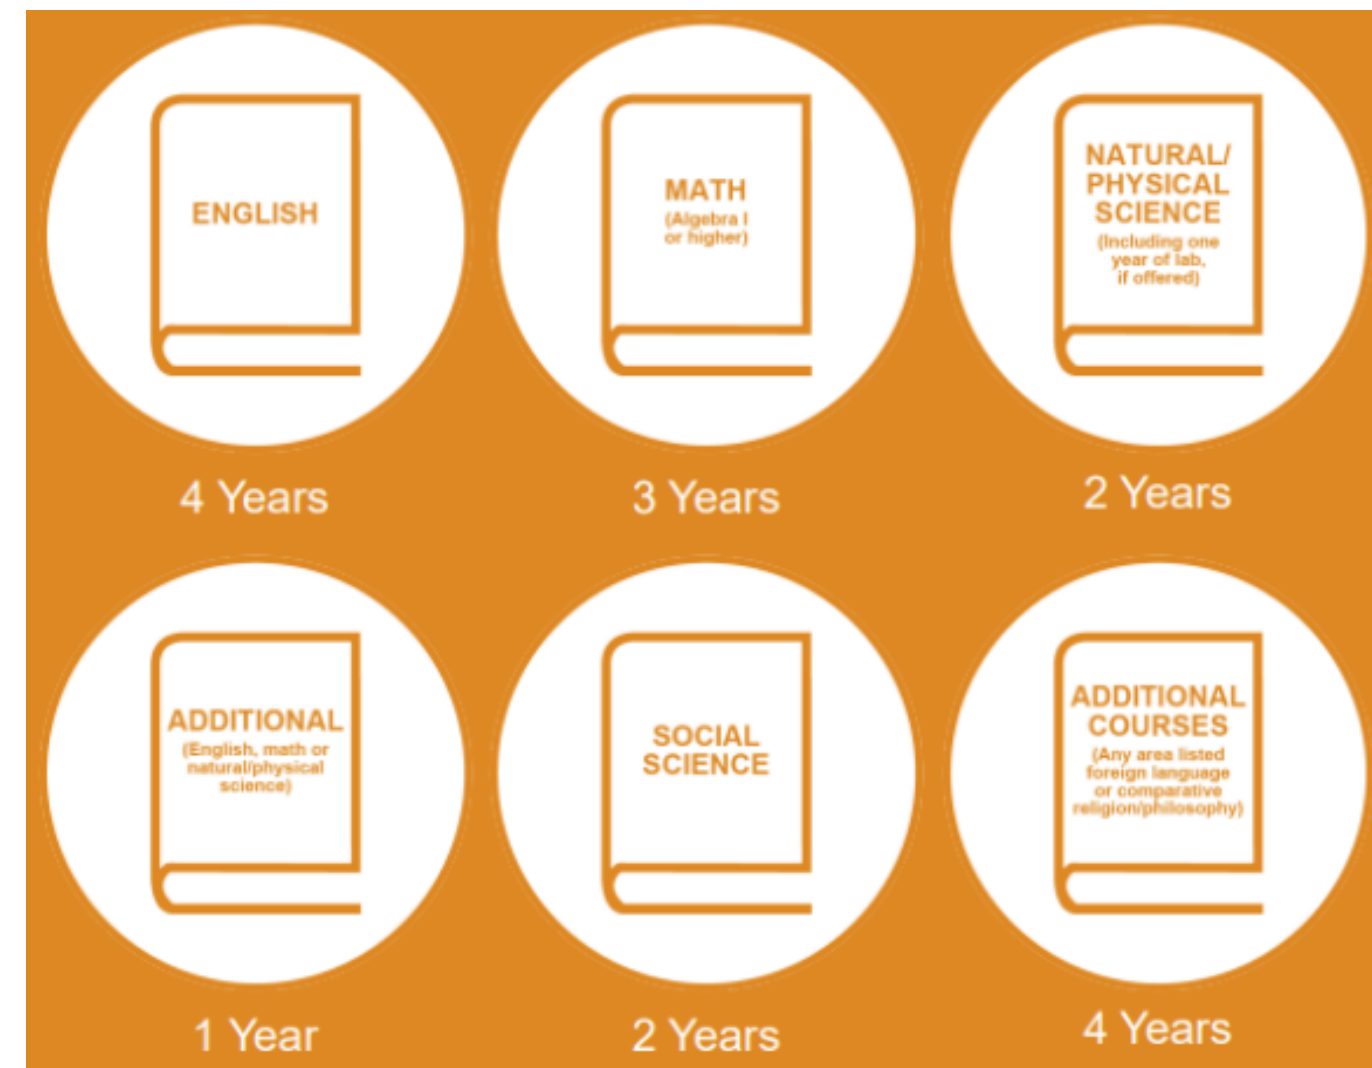 ENGLISH
4 Years
MATH
(Algebra I
or higher)
3 Years
NATURAL/
PHYSICAL
SCIENCE
(Including one
year of lab,
if offered)
2 Years
ADDITIONAL
(English, math or
natural/physical
science)
1 Year
SOCIAL
SCIENCE
2 Years
ADDITIONAL
COURSES
(Any area listed
foreign language
or comparative
religion/philosophy)
4 Years